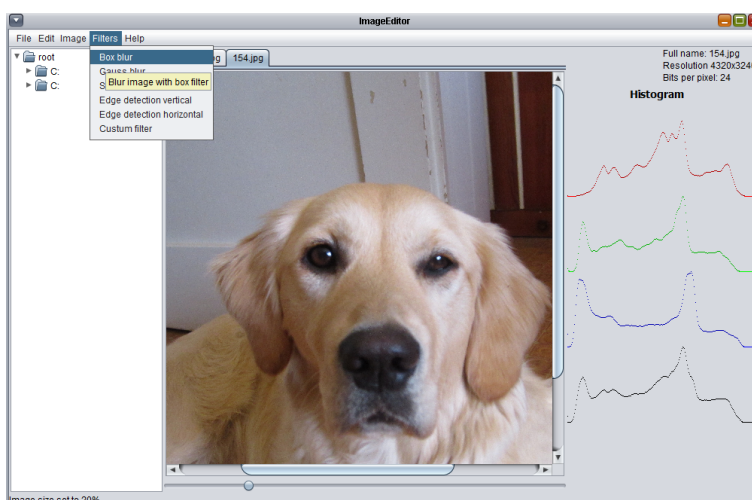 ImageEditor
File Edit Image Filters Help
root
C:
C:
Box blur
Gauss blur
Blur image with box filter
Edge detection vertical
Edge detection horizontal
Custum filter
154.jpg
Full name: 154.jpg
Resolution 4320x3240
Bits per pixel: 24
Histogram
Image size set to 20%